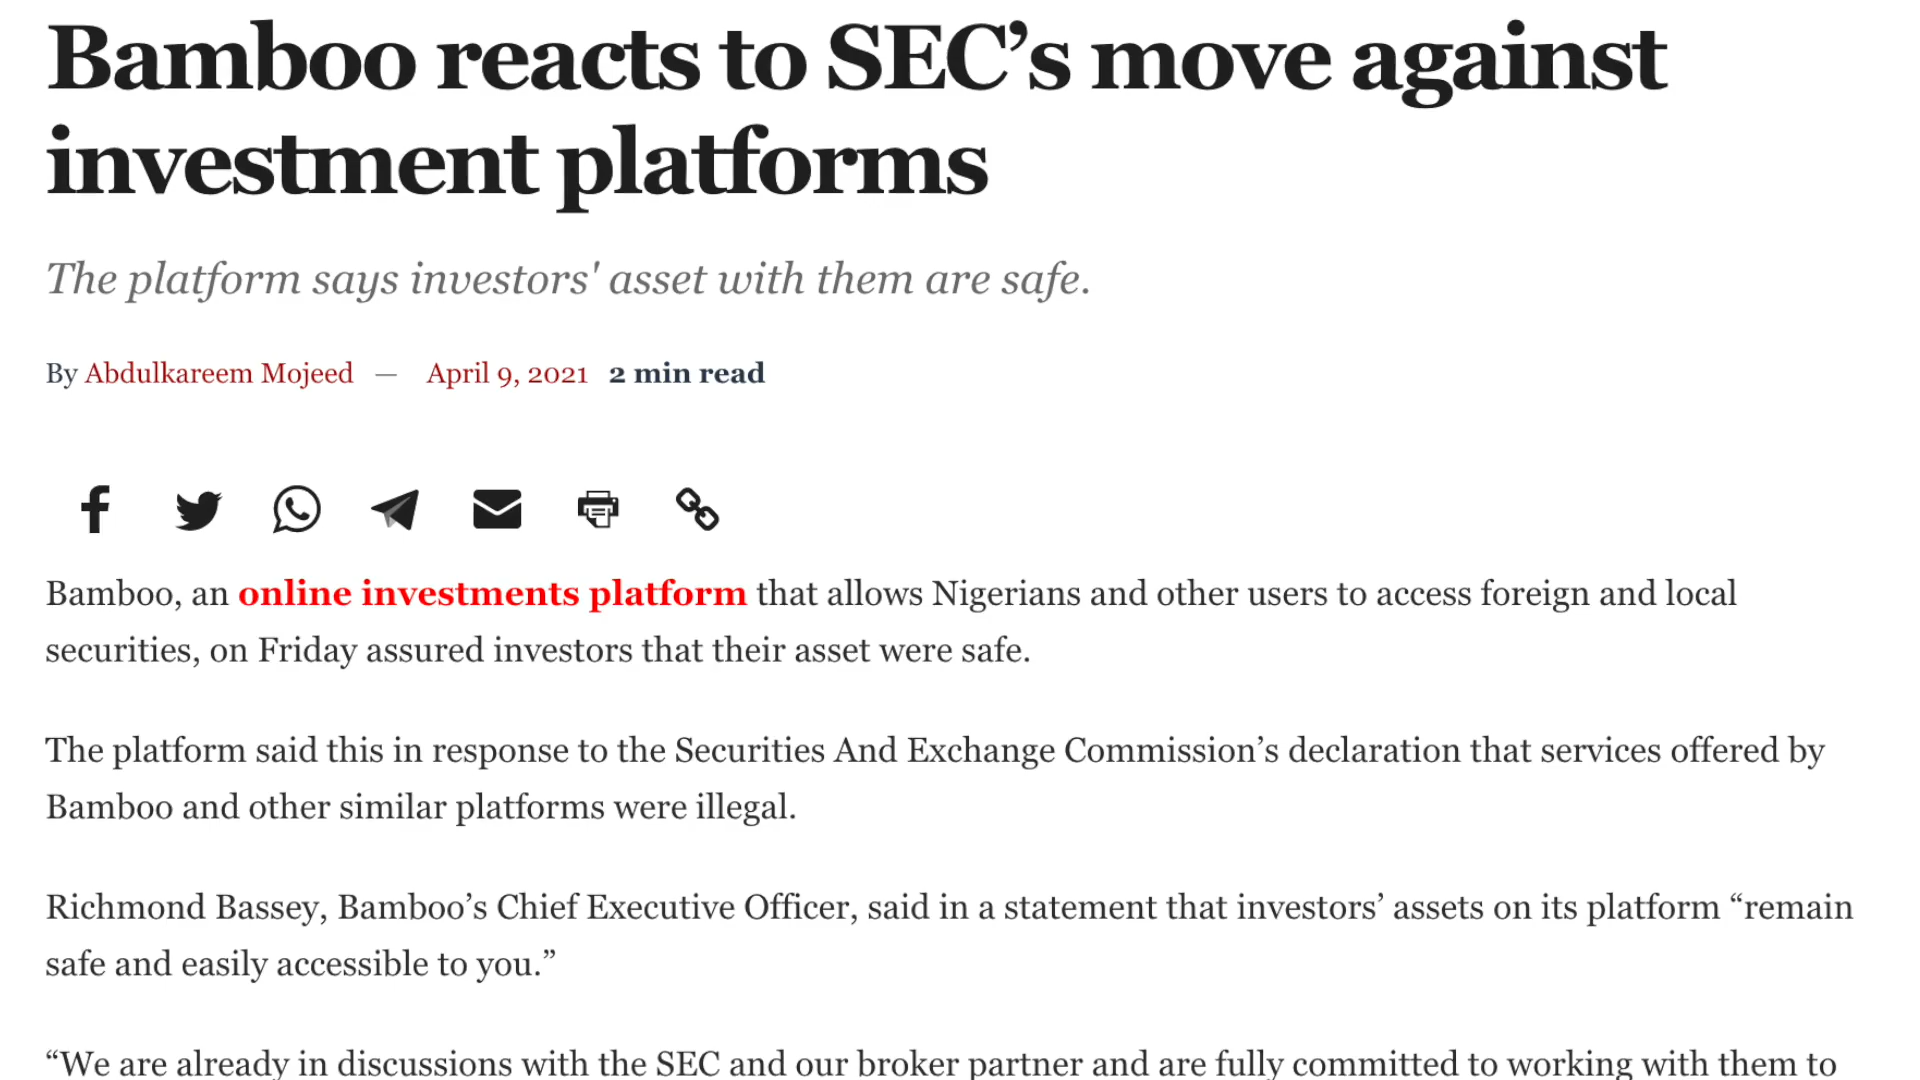 Bamboo reacts to SEC’s move against
investment platforms
The platform says investors' asset with them are safe.
By Abdulkareem Mojeed — April 9, 2021 2 min read
Bamboo, an online investments platform that allows Nigerians and other users to access foreign and local
securities, on Friday assured investors that their asset were safe.
The platform said this in response to the Securities And Exchange Commission’s declaration that services offered by
Bamboo and other similar platforms were illegal.
Richmond Bassey, Bamboo’s Chief Executive Officer, said in a statement that investors’ assets on its platform “remain
safe and easily accessible to you.”
“We are already in discussions with the SEC and our broker partner and are fully committed to working with them to